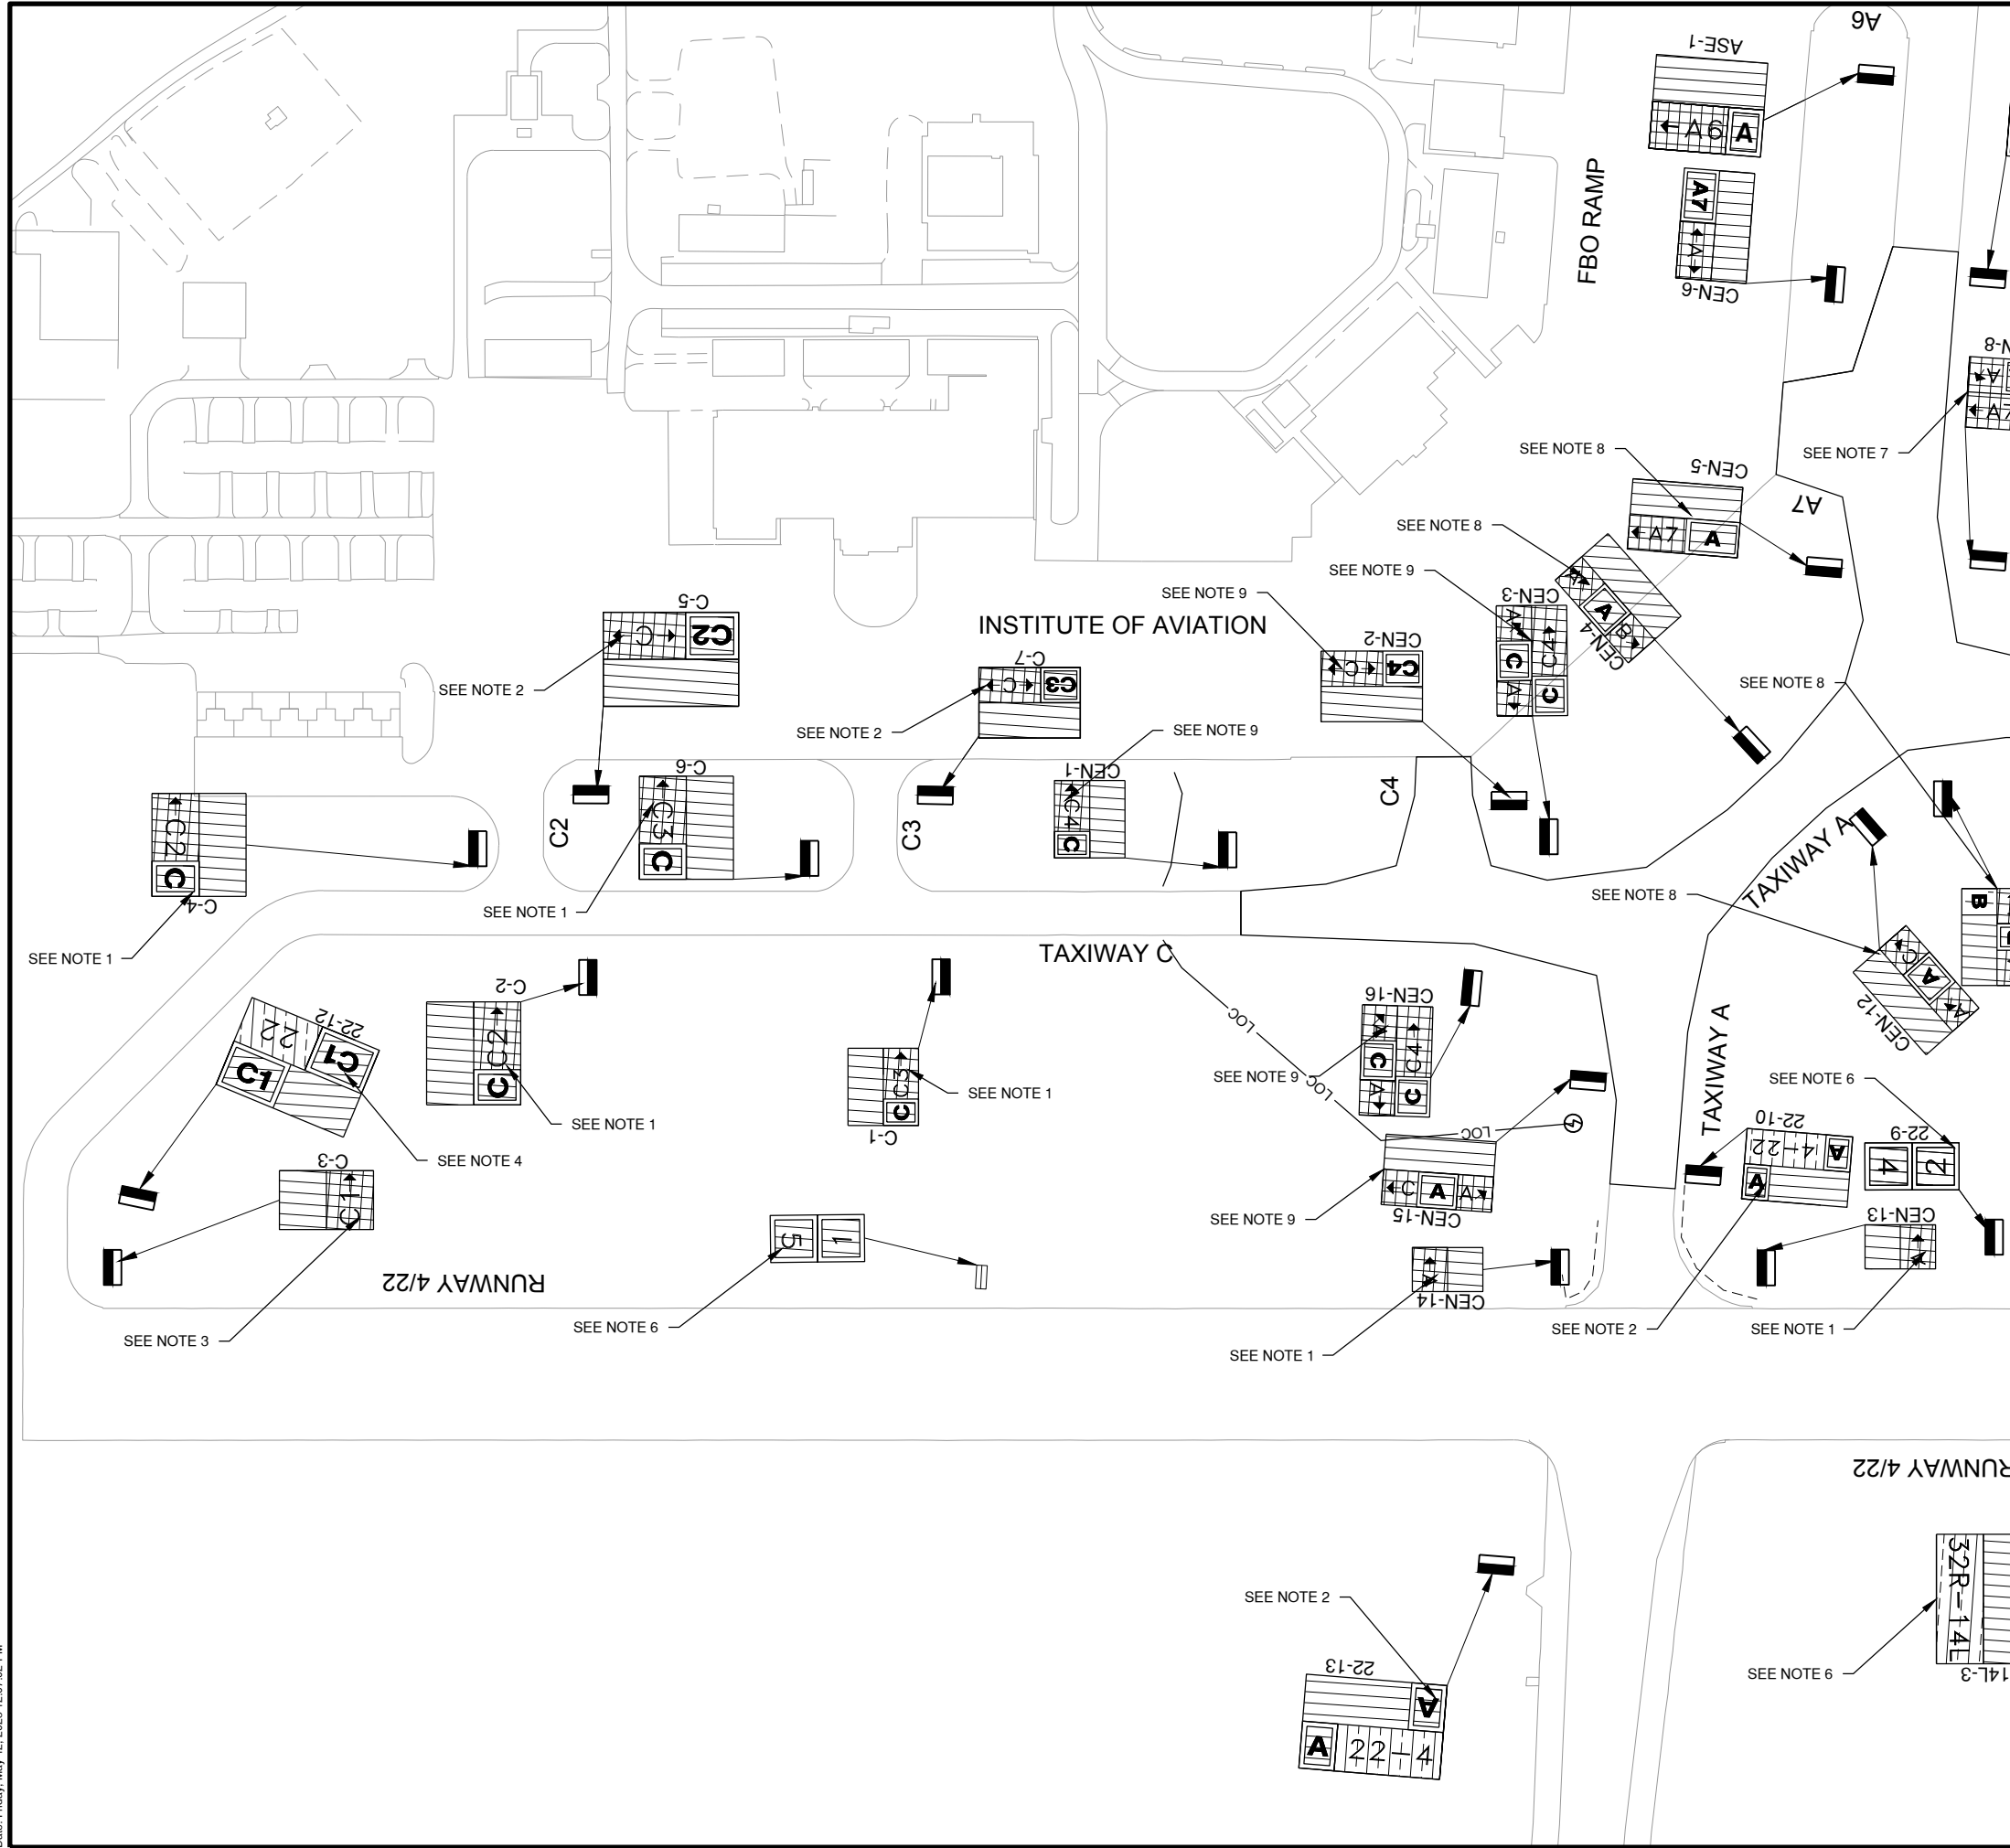 A6
ASE-1
←A6 A
A7
←A→
CEN-6
FBO RAMP
SEE NOTE 7
SEE NOTE 8
CEN-5
←A7 A
A7
SEE NOTE 8
SEE NOTE 9
CEN-3
A C A
C4 C
A A B
CEN-4
SEE NOTE 9
CEN-2
←C→ C4
INSTITUTE OF AVIATION
C-5
←C→ C2
SEE NOTE 2
C-7
←C→ C3
SEE NOTE 2
SEE NOTE 9
CEN-1
C4 C
SEE NOTE 8
C-6
C3→ C
C2→ C
C-4
C2
C3
C4
SEE NOTE 1
SEE NOTE 1
TAXIWAY A
SEE NOTE 8
B
C A A
CEN-12
TAXIWAY C
C-2
C2→
C
SEE NOTE 1
22-12
22 C1
C1
SEE NOTE 4
C-3
C1→
SEE NOTE 3
C3→
C
C-1
SEE NOTE 1
LOC
LOC
LOC
CEN-16
A C A
C4 C
SEE NOTE 9
←C A A
CEN-15
SEE NOTE 9
TAXIWAY A
SEE NOTE 6
22-10
4-22 A
A
22-9
4 2
CEN-13
A
5 1
RUNWAY 4/22
SEE NOTE 6
A
CEN-14
SEE NOTE 1
SEE NOTE 2
SEE NOTE 1
RUNWAY 4/22
32R-14L
14L-3
SEE NOTE 6
SEE NOTE 2
22-13
A
A 22-4